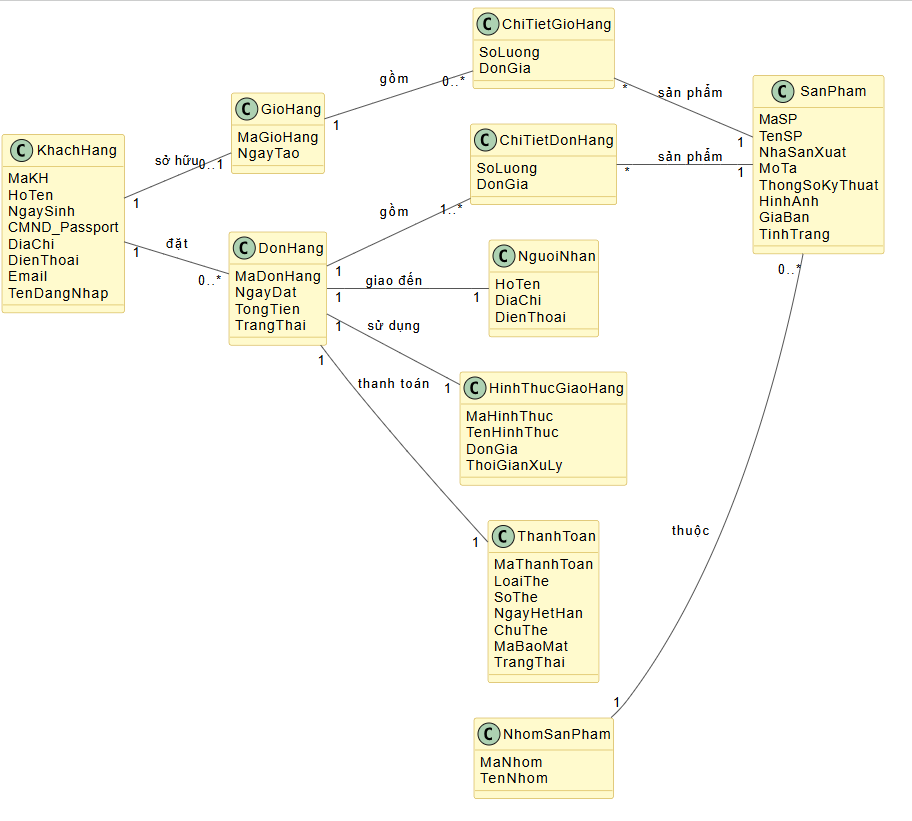 C KhachHang
MaKH
HoTen
NgaySinh
CMND_Passport
DiaChi
DienThoai
Email
TenDangNhap
sở hữu
1
0..1
đặt
1
0..*
C GioHang
MaGioHang
NgayTao
gồm
1
0..*
C DonHang
MaDonHang
NgayDat
TongTien
TrangThai
gồm
1
1..*
giao đến
1
1
sử dụng
1
1
thanh toán
1
1
C ChiTietGioHang
SoLuong
DonGia
sản phẩm
*
1
C ChiTietDonHang
SoLuong
DonGia
sản phẩm
*
1
C NguoiNhan
HoTen
DiaChi
DienThoai
C HinhThucGiaoHang
MaHinhThuc
TenHinhThuc
DonGia
ThoiGianXuLy
C ThanhToan
MaThanhToan
LoaiThe
SoThe
NgayHetHan
ChuThe
MaBaoMat
TrangThai
C SanPham
MaSP
TenSP
NhaSanXuat
MoTa
ThongSoKyThuat
HinhAnh
GiaBan
TinhTrang
0..*
thuộc
1
C NhomSanPham
MaNhom
TenNhom